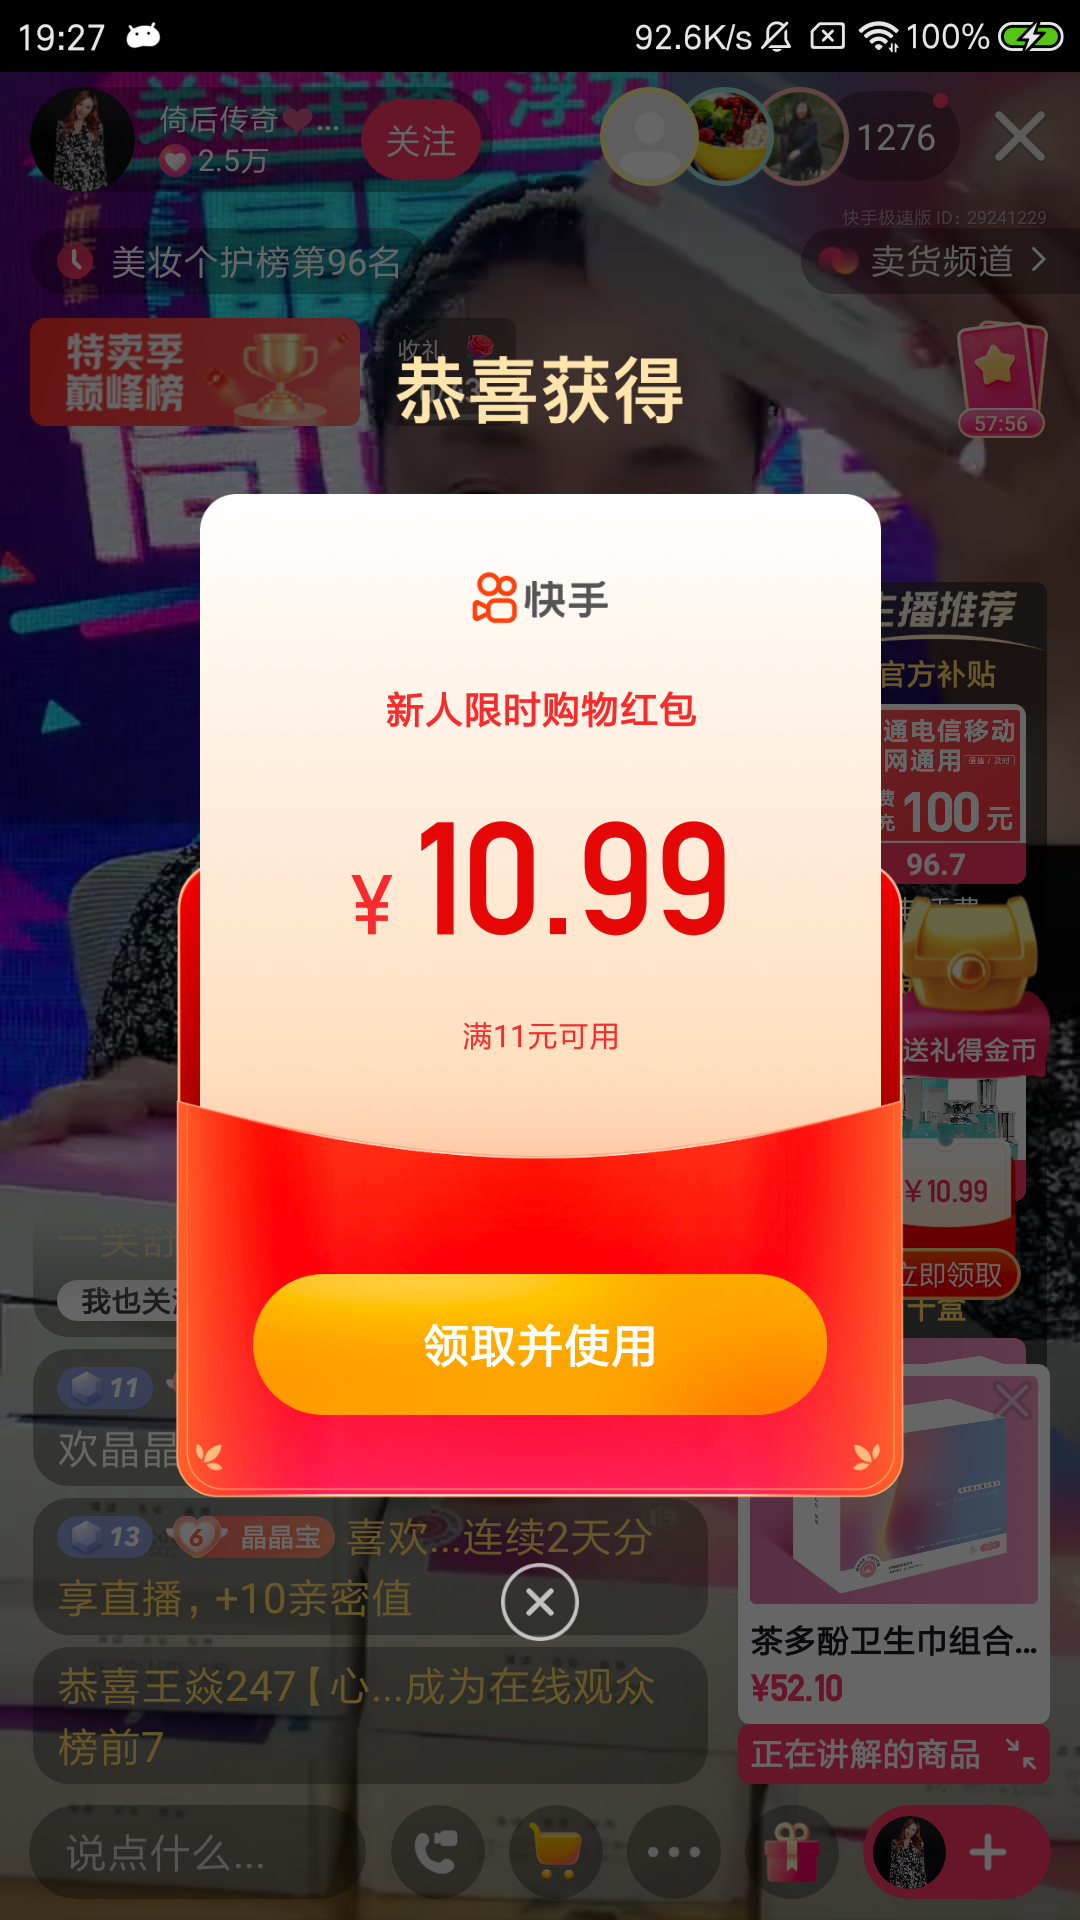 19:27
92.6K/s
100%
关注主播·浮
倚后传奇❤...
2.5万
关注
1276
快手极速版 ID: 29241229
美妆个护榜第96名
卖货频道
特卖季
巅峰榜
收礼
恭喜获得
57:56
快手
新人限时购物红包
¥10.99
满11元可用
领取并使用
主播推荐
官方补贴
通电信移动
网通用
100元
96.7
送礼得金币
¥10.99
立即领取
十盒
一笑舒
我也关注
11
欢晶晶
13
6 晶晶宝
喜欢...连续2天分
享直播，+10亲密值
恭喜王焱247【心...成为在线观众
榜前7
茶多酚卫生巾组合...
¥52.10
正在讲解的商品
说点什么...